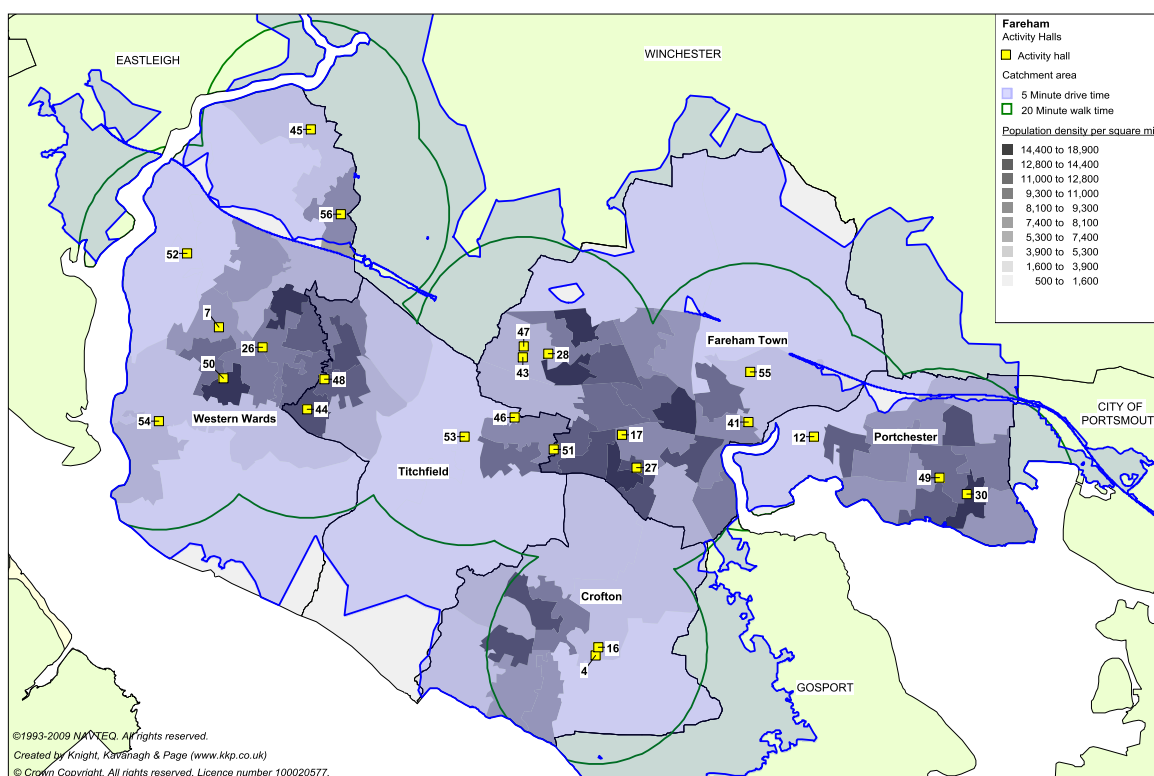 Fareham
Activity Halls
Activity hall
Catchment area
5 Minute drive time
20 Minute walk time
Population density per square mi
14,400 to 18,900
12,800 to 14,400
11,000 to 12,800
9,300 to 11,000
8,100 to 9,300
7,400 to 8,100
5,300 to 7,400
3,900 to 5,300
1,600 to 3,900
500 to 1,600
EASTLEIGH
WINCHESTER
45
56
52
7
26
50
48
44
54
Western Wards
47
43
28
Fareham Town
55
46
53
51
17
27
41
12
Titchfield
Portchester
CITY OF
PORTSMOUT
49
30
Crofton
16
4
GOSPORT
©1993-2009 NAVTEQ. All rights reserved.
Created by Knight, Kavanagh & Page (www.kkp.co.uk)
© Crown Copyright. All rights reserved. Licence number 100020577.